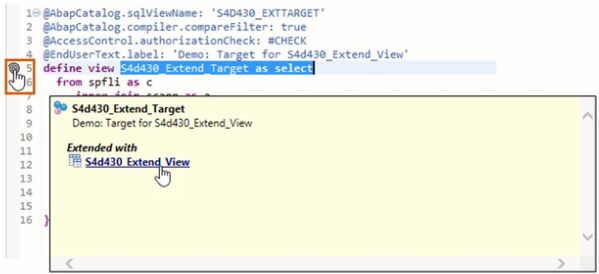 1 @AbapCatalog.sqlViewName: 'S4D430_EXTTARGET'
2 @AbapCatalog.compiler.compareFilter: true
3 @AccessControl.authorizationCheck: #CHECK
4 @EndUserText.label: 'Demo: Target for S4d430_Extend_View'
5 define view S4d430_Extend_Target as select
6 from spfli as c
7
8 S4d430_Extend_Target
9 Demo: Target for S4d430_Extend_View
10
11 Extended with
12 S4d430_Extend_View
13
14
15
16 }